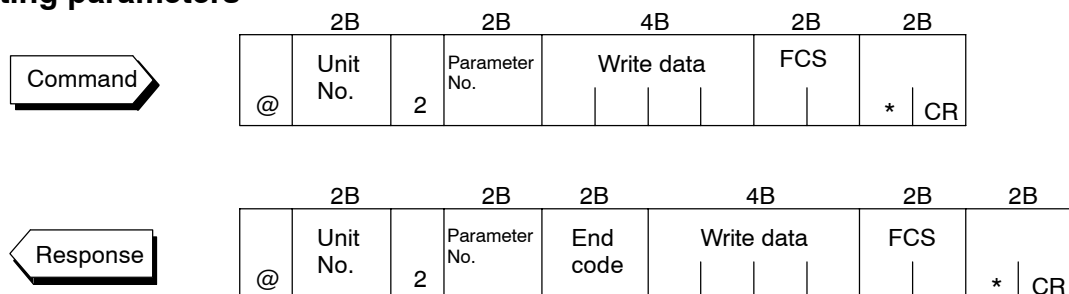 ting parameters
2B 2B 4B 2B 2B
Command
@ Unit No. 2 Parameter No. Write data FCS * CR
2B 2B 2B 4B 2B 2B
Response
@ Unit No. 2 Parameter No. End code Write data FCS * CR